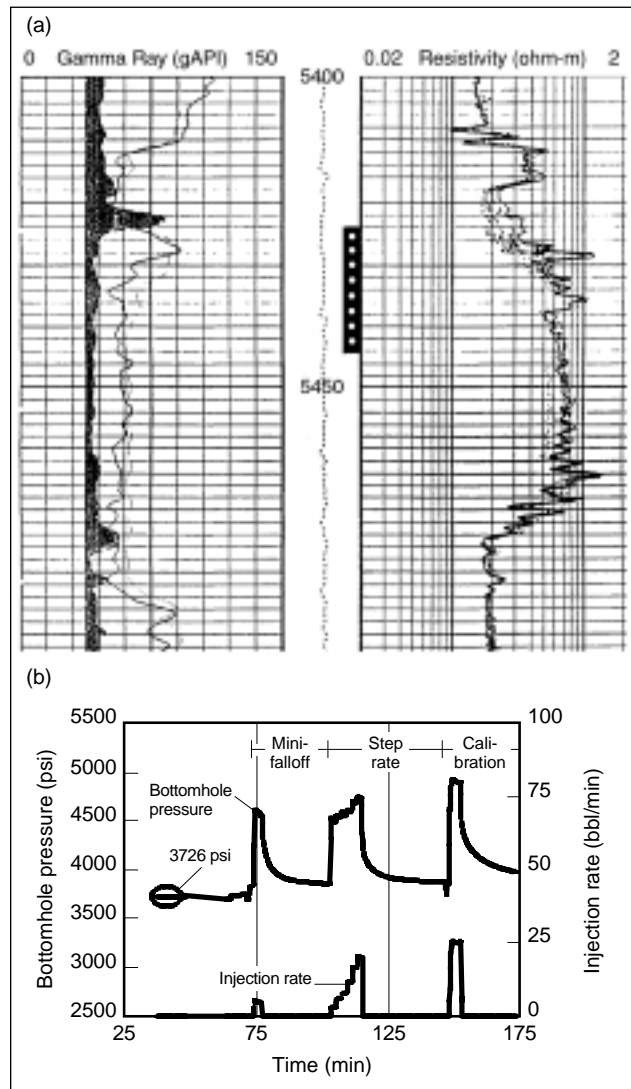 (a)
0 Gamma Ray (gAPI) 150
5400
0.02 Resistivity (ohm-m) 2
5450
(b)
5500
5000
4500
4000
3500
3000
2500
Bottomhole pressure (psi)
Mini-
falloff
Step
rate
Cali-
bration
Bottomhole
pressure
3726 psi
Injection rate
100
75
50
25
0
Injection rate (bbl/min)
25 75 125 175
Time (min)